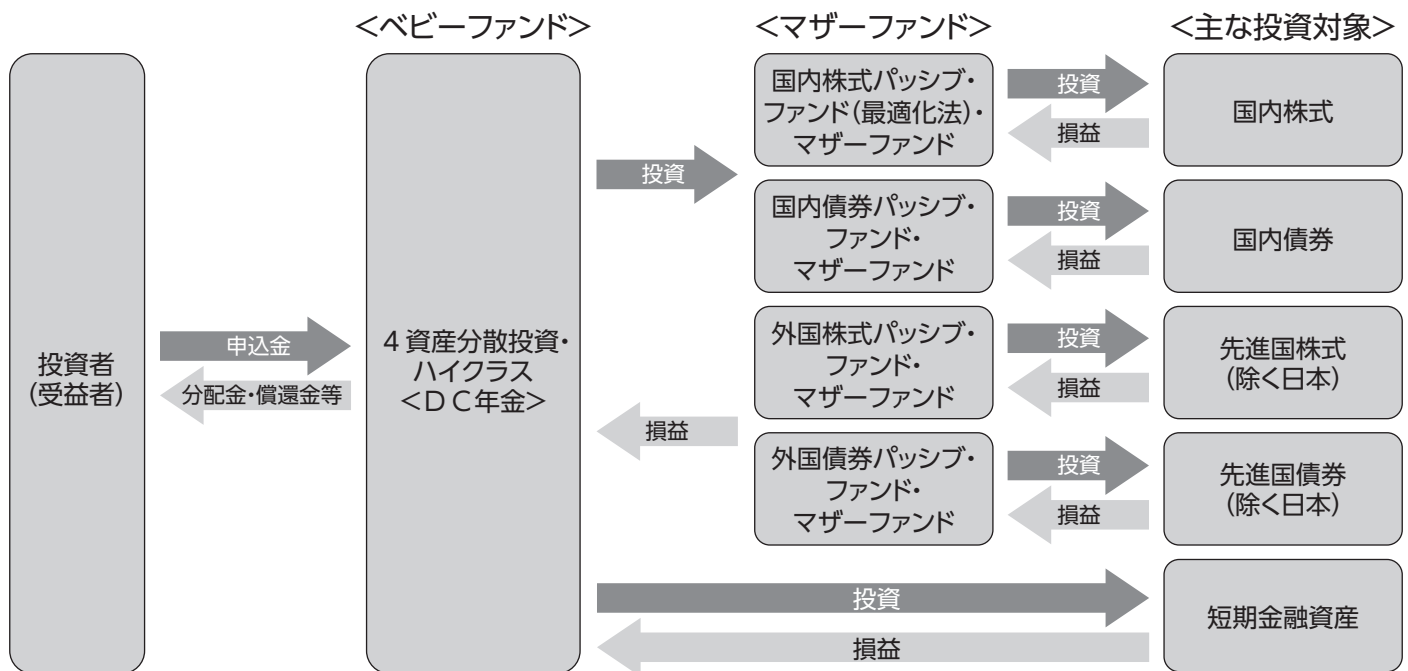 ＜ベビーファンド＞
＜マザーファンド＞
＜主な投資対象＞
投資者
（受益者）
申込金
分配金・償還金等
4資産分散投資・
ハイクラス
＜ＤＣ年金＞
投資
損益
国内株式パッシブ・
ファンド（最適化法）・
マザーファンド
投資
損益
国内株式
国内債券パッシブ・
ファンド・
マザーファンド
投資
損益
国内債券
外国株式パッシブ・
ファンド・
マザーファンド
投資
損益
先進国株式
（除く日本）
外国債券パッシブ・
ファンド・
マザーファンド
投資
損益
先進国債券
（除く日本）
投資
損益
短期金融資産